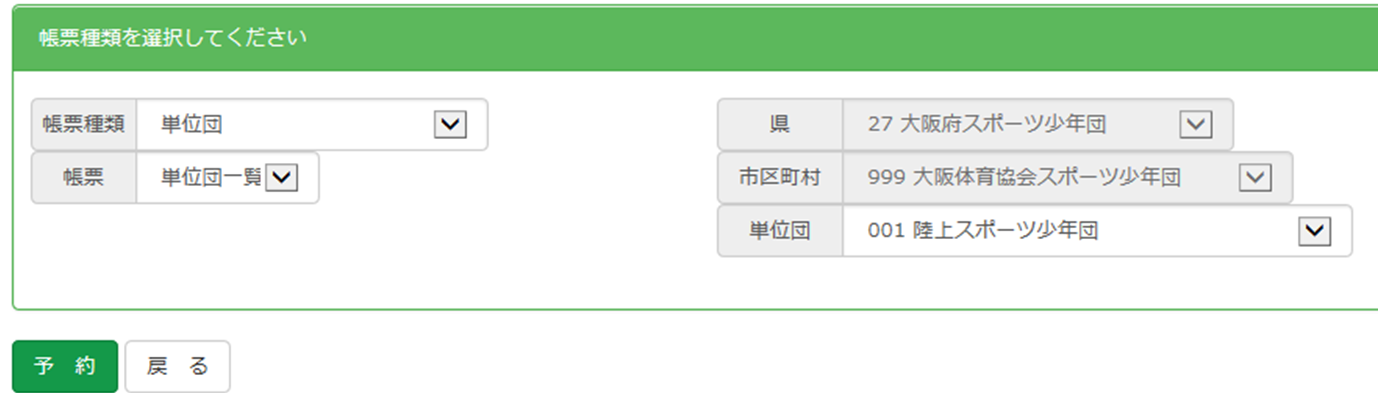 帳票種類を選択してください
帳票種類 単位団
帳票 単位団一覧
県 27 大阪府スポーツ少年団
市区町村 999 大阪体育協会スポーツ少年団
単位団 001 陸上スポーツ少年団
予 約 戻 る